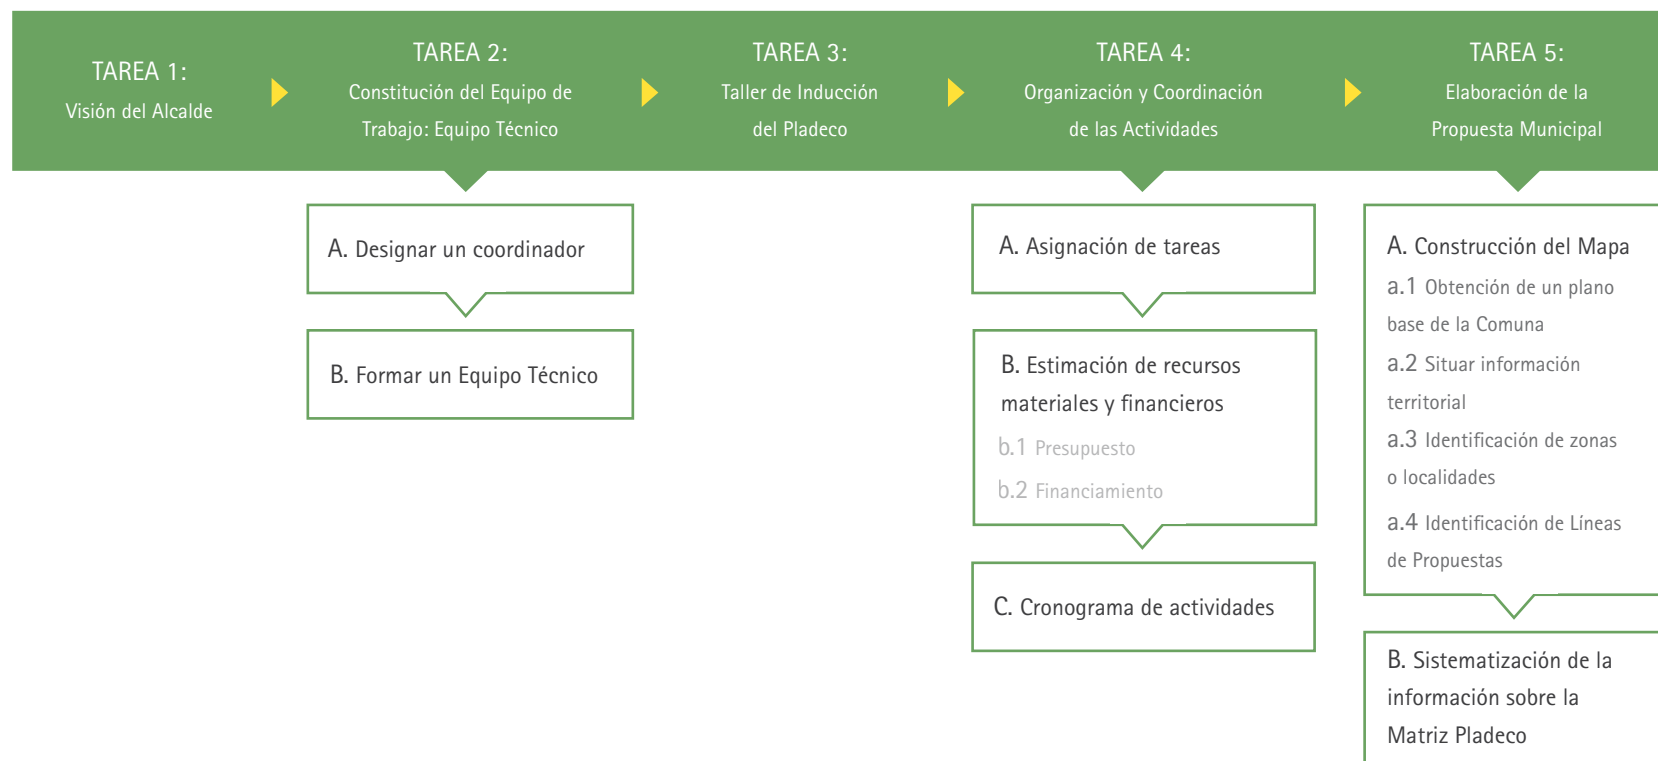 TAREA 1:
Visión del Alcalde
TAREA 2:
Constitución del Equipo de
Trabajo: Equipo Técnico
TAREA 3:
Taller de Inducción
del Pladeco
TAREA 4:
Organización y Coordinación
de las Actividades
TAREA 5:
Elaboración de la
Propuesta Municipal
A. Designar un coordinador
B. Formar un Equipo Técnico
A. Asignación de tareas
B. Estimación de recursos
materiales y financieros
b.1 Presupuesto
b.2 Financiamiento
C. Cronograma de actividades
A. Construcción del Mapa
a.1 Obtención de un plano
base de la Comuna
a.2 Situar información
territorial
a.3 Identificación de zonas
o localidades
a.4 Identificación de Líneas
de Propuestas
B. Sistematización de la
información sobre la
Matriz Pladeco